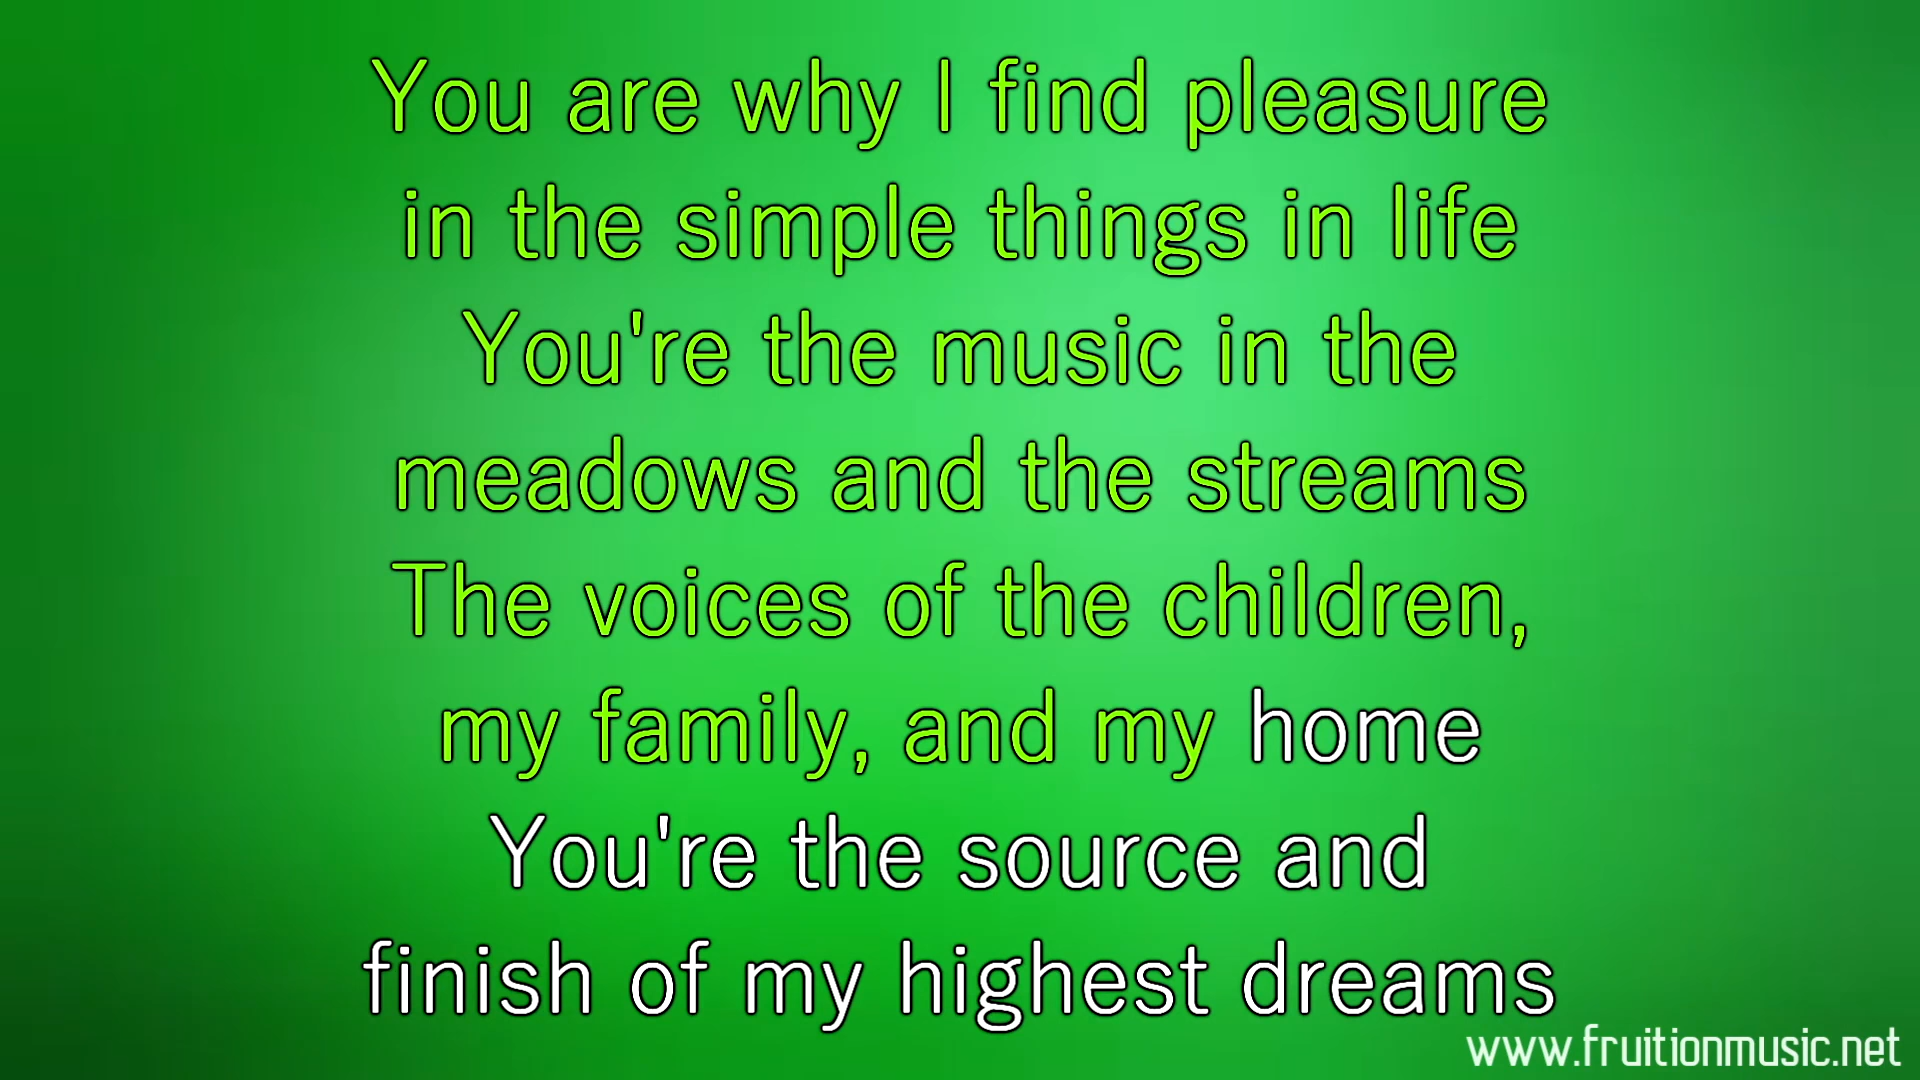 You are why I find pleasure
in the simple things in life
You're the music in the
meadows and the streams
The voices of the children,
my family, and my home
You're the source and
finish of my highest dreams
www.fruitionmusic.net